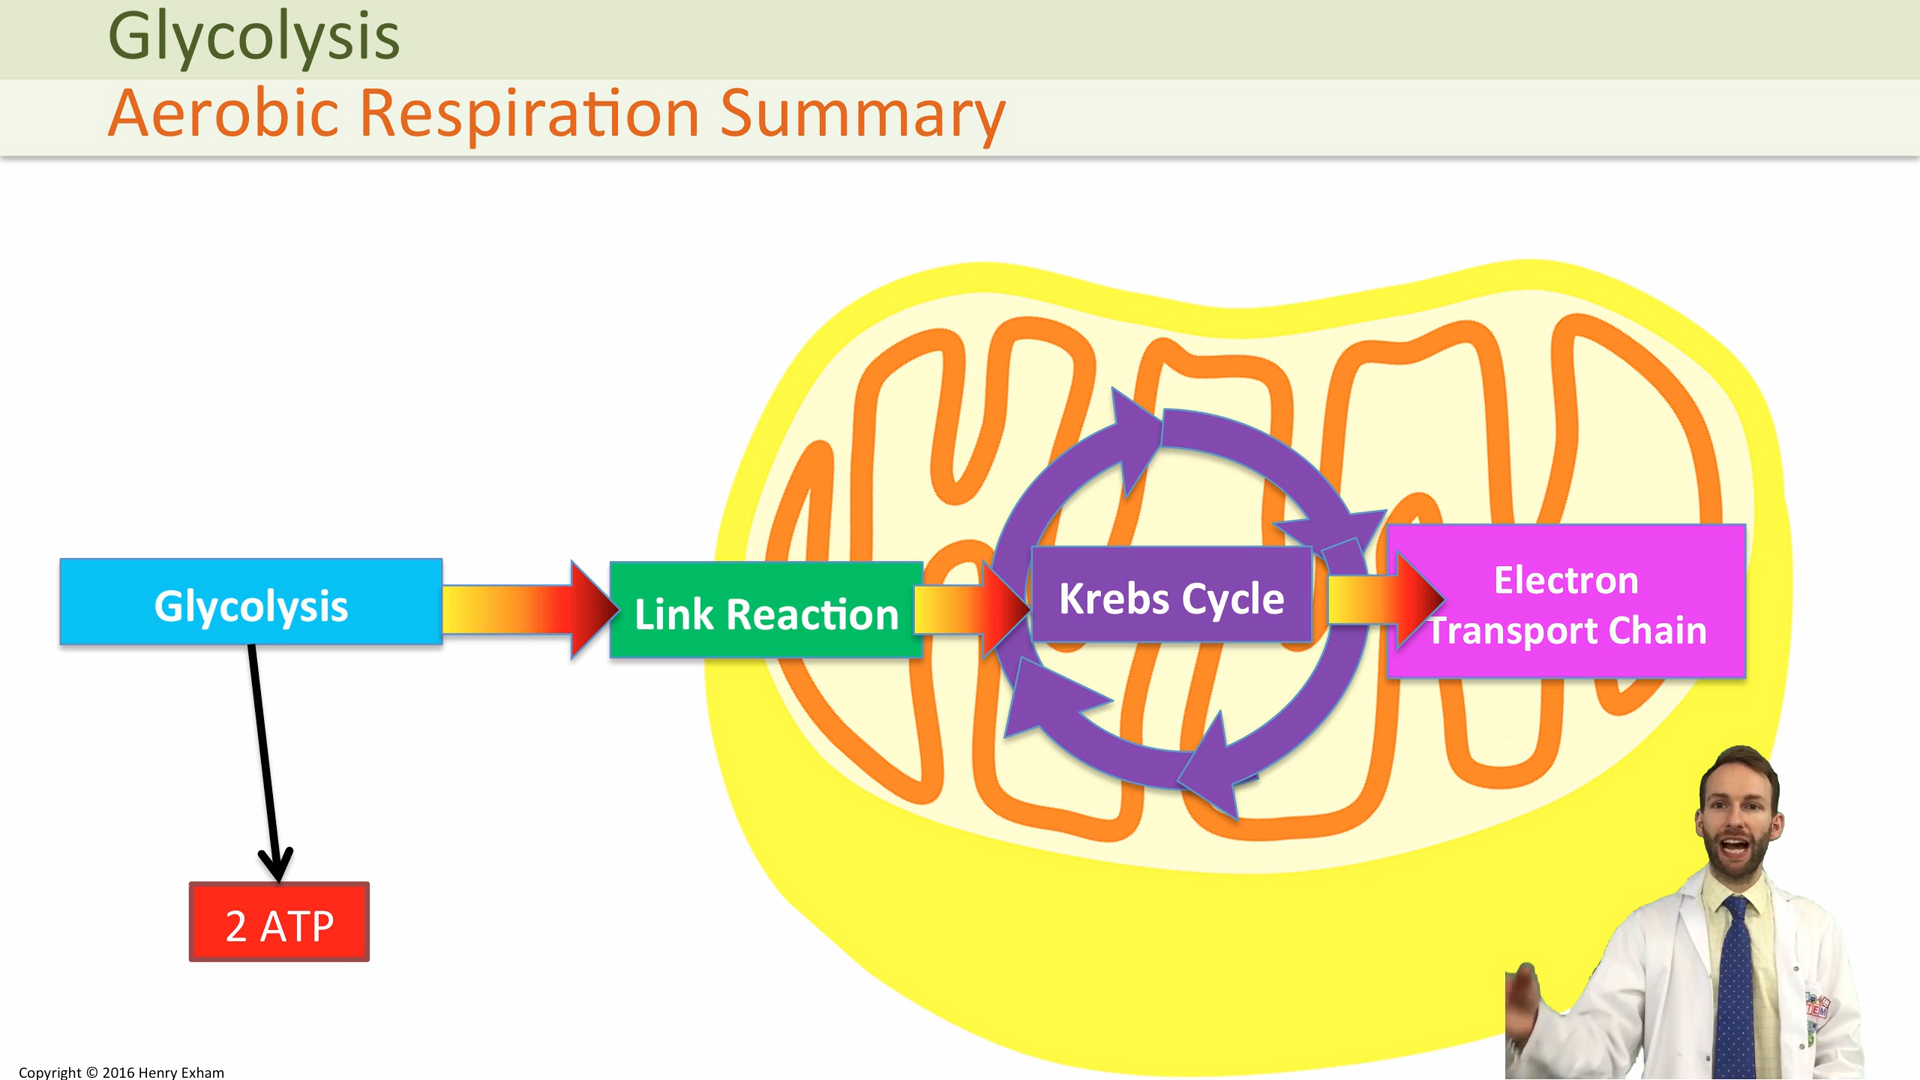 Glycolysis
Aerobic Respiration Summary
Glycolysis
Link Reaction
Krebs Cycle
Electron
Transport Chain
2 ATP
Copyright © 2016 Henry Exham